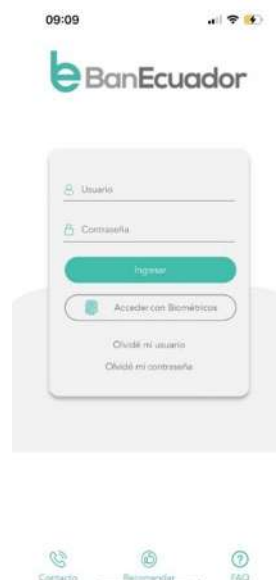 09:09
BanEcuador
Usuario
Contraseña
Ingresar
Acceder con Biométricos
Olvidé mi usuario
Olvidé mi contraseña
Contacto Recomendar FAQ